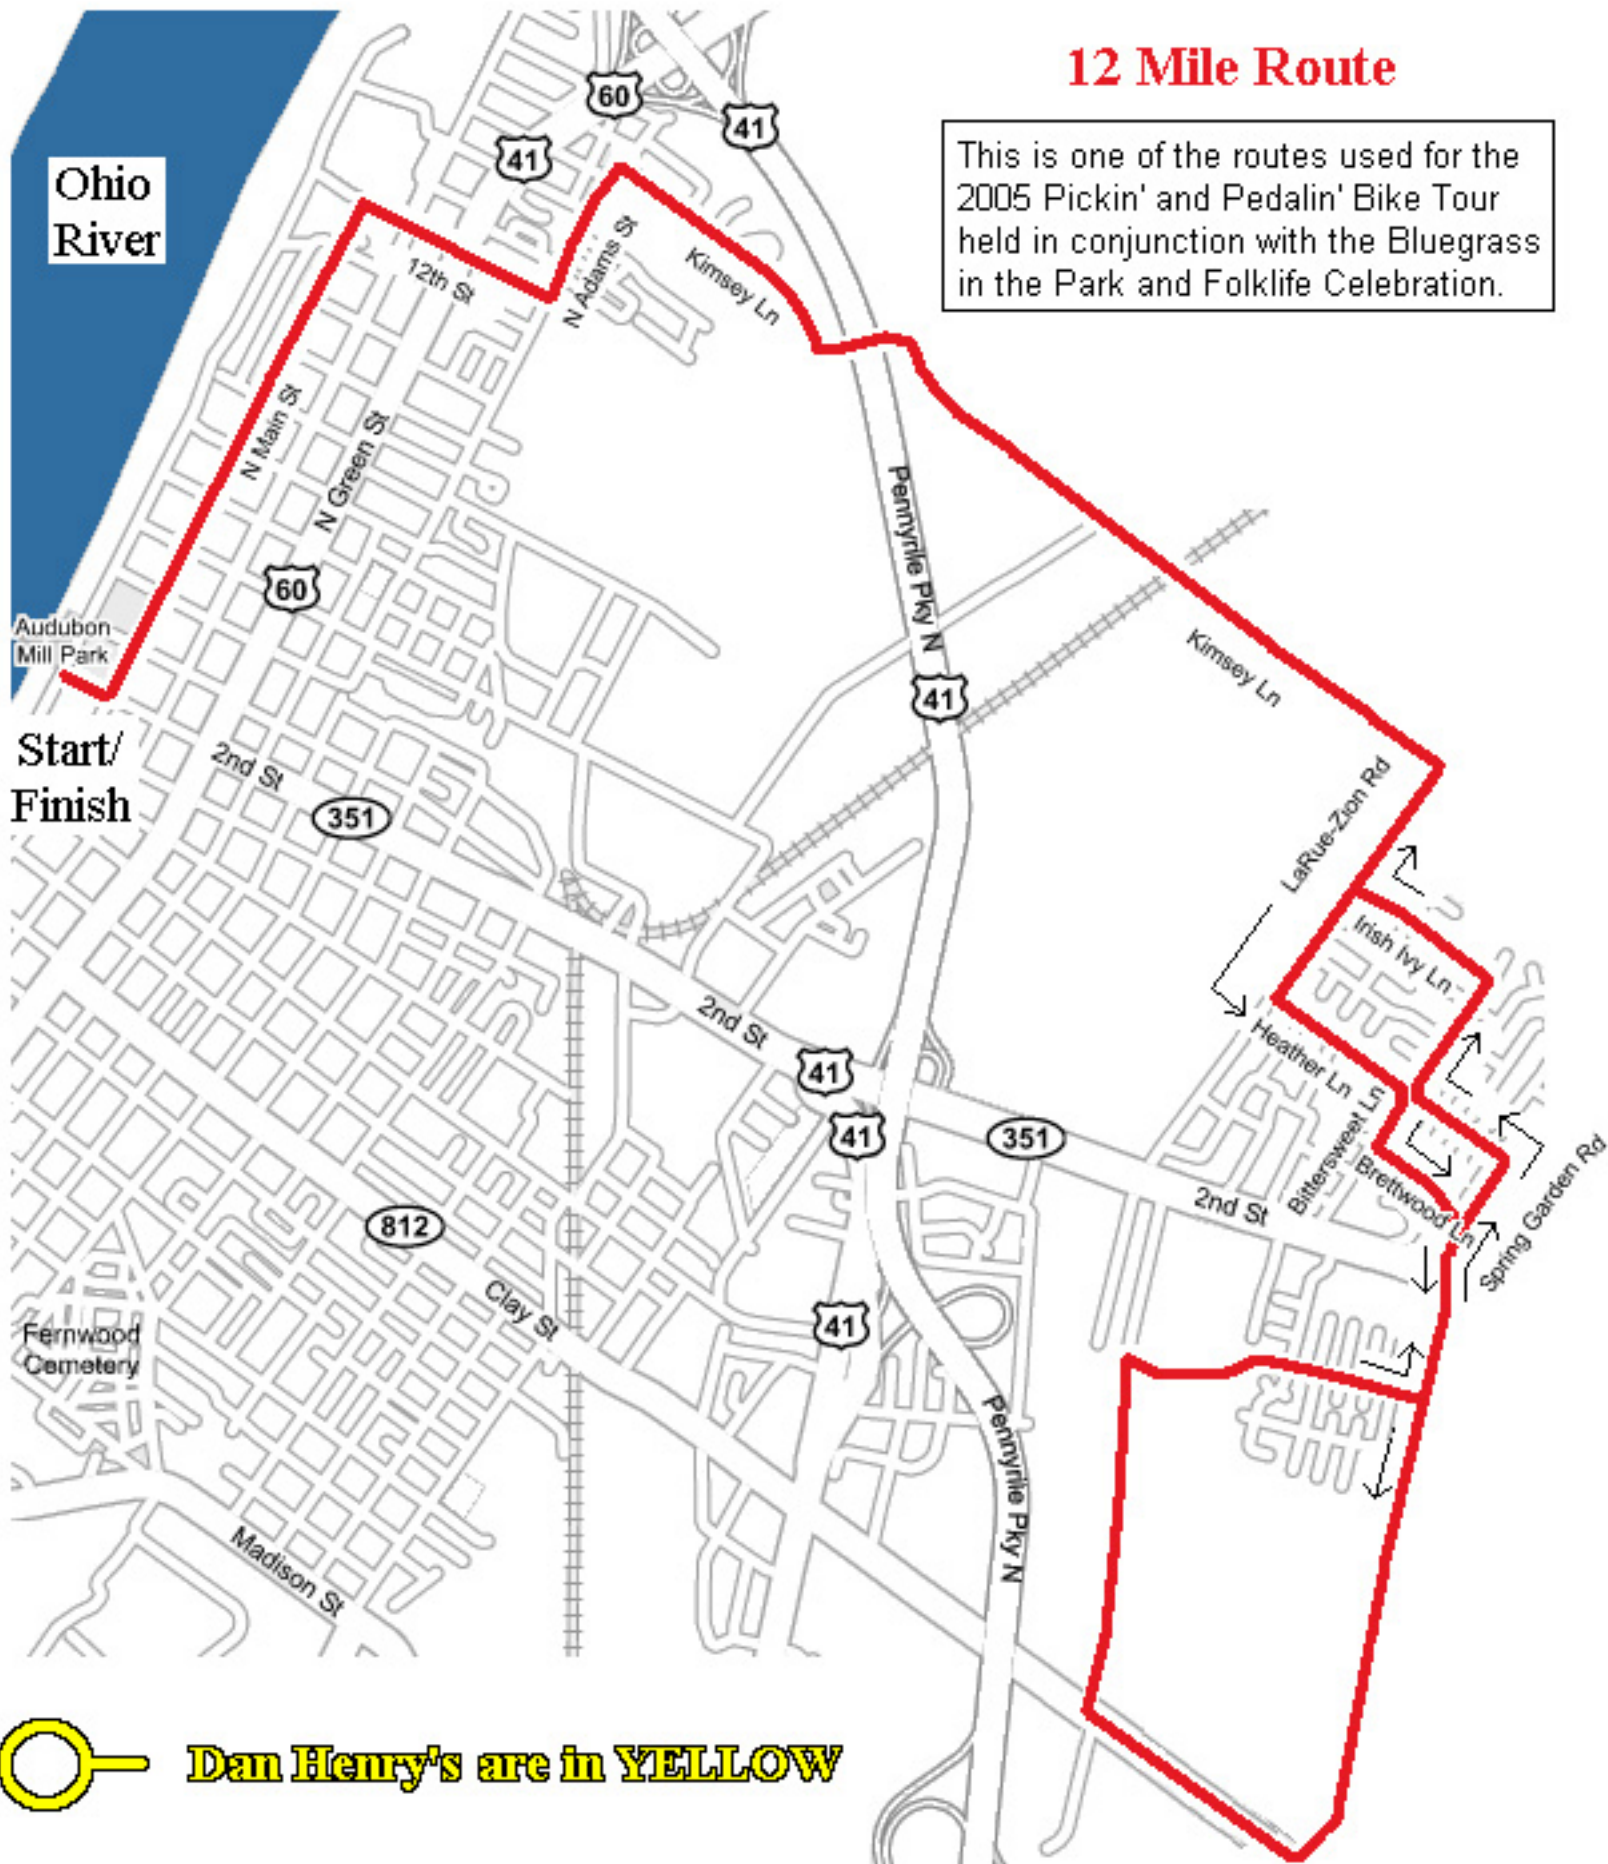 12 Mile Route
This is one of the routes used for the
2005 Pickin' and Pedalin' Bike Tour
held in conjunction with the Bluegrass
in the Park and Folklife Celebration.
60
41
41
Ohio
River
12th St
N Adams St
Kimsey Ln
N Main St
N Green St
Pennyrile Pky N
60
Audubon
Mill Park
Kimsey Ln
41
Start/
Finish
2nd St
351
LaRue-Zion Rd
Irish Ivy Ln
2nd St
Heather Ln
41
41
351
Bittersweet Ln
Brettwood Ln
Spring Garden Rd
2nd St
812
Clay St
41
Fernwood
Cemetery
Pennyrile Pky N
Madison St
Dan Henry's are in YELLOW